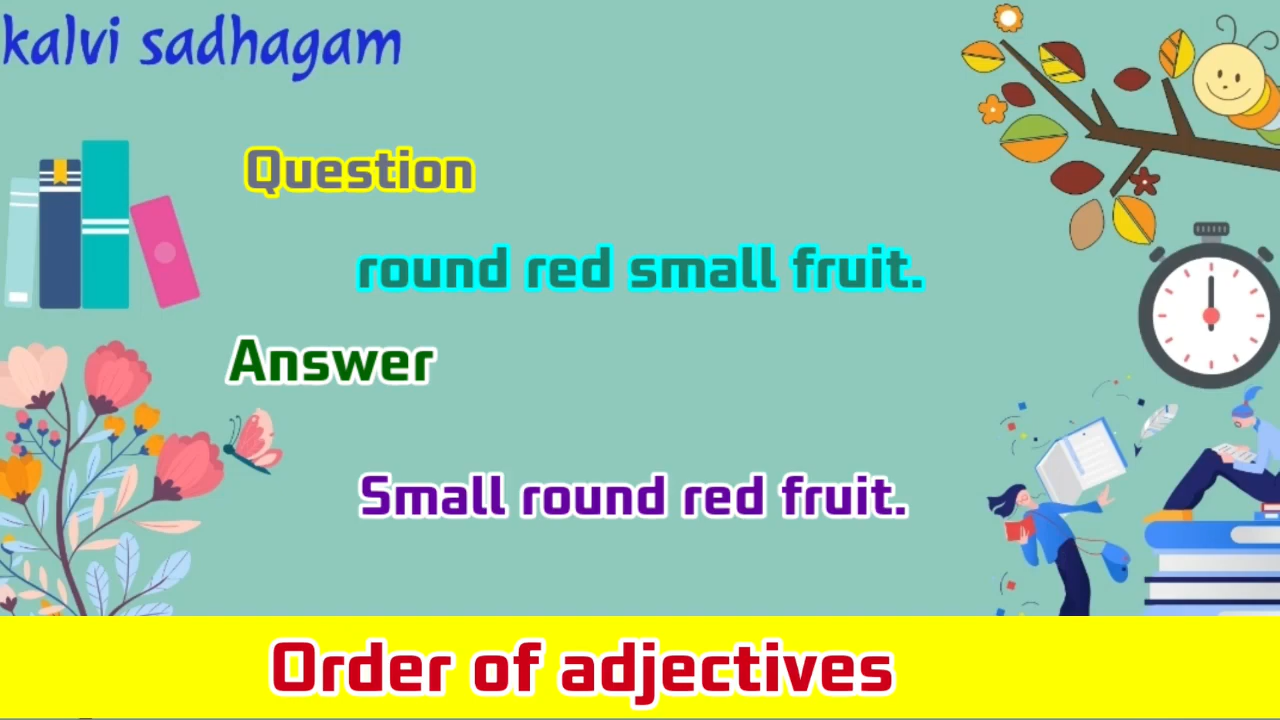 kalvi sadhagam
Question
round red small fruit.
Answer
Small round red fruit.
Order of adjectives